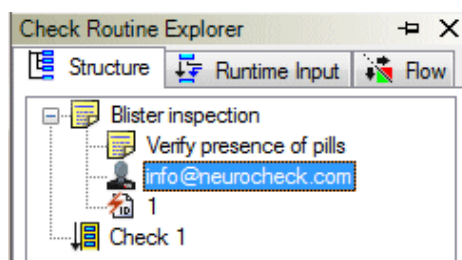 Check Routine Explorer
Structure Runtime Input Flow
Blister inspection
Verify presence of pills
info@neurocheck.com
ID 1
Check 1